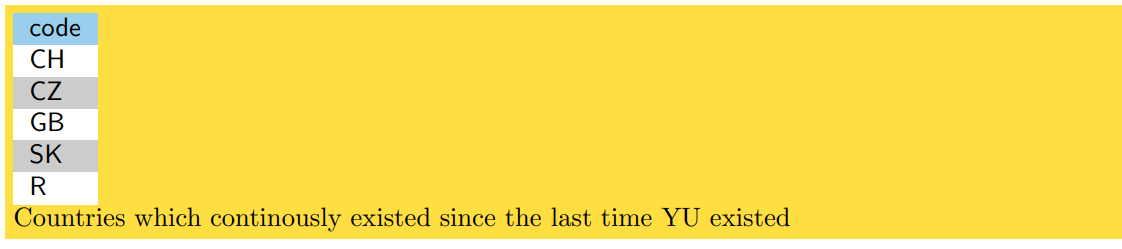 code
CH
CZ
GB
SK
R
Countries which continously existed since the last time YU existed